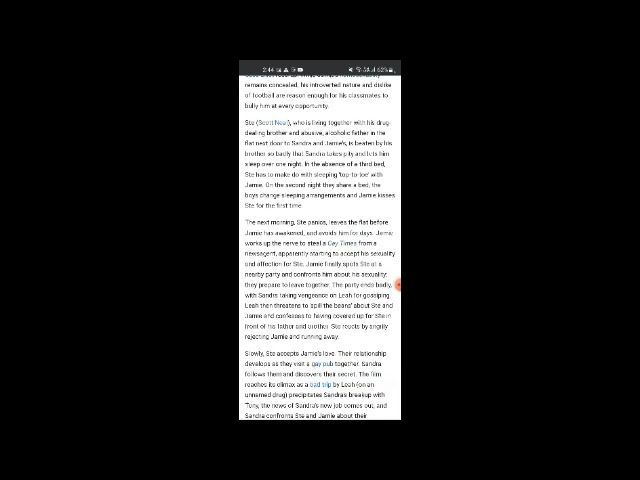 2:44 52%
remains concealed, his introverted nature and dislike
of football are reason enough for his classmates to
bully him at every opportunity.
Ste (Scott Neal), who is living together with his drug-
dealing brother and abusive, alcoholic father in the
flat next door to Sandra and Jamie's, is beaten by his
brother so badly that Sandra takes pity and lets him
sleep over one night. In the absence of a third bed,
Ste has to make do with sleeping 'top-to-toe' with
Jamie. On the second night they share a bed, the
boys change sleeping arrangements and Jamie kisses
Ste for the first time.
The next morning, Ste panics, leaves the flat before
Jamie has awakened, and avoids him for days. Jamie
works up the nerve to steal a Gay Times from a
newsagent, apparently starting to accept his sexuality
and affection for Ste. Jamie finally spots Ste at a
nearby party and confronts him about his sexuality;
they prepare to leave together. The party ends badly,
with Sandra taking vengeance on Leah for gossiping
Leah then threatens to 'spill the beans' about Ste and
Jamie and confesses to having covered up for Ste in
front of his father and brother. Ste reacts by angrily
rejecting Jamie and running away.
Slowly, Ste accepts Jamie's love. Their relationship
develops as they visit a gay pub together. Sandra
follows them and discovers their secret. The film
reaches its climax as a bad trip by Leah (on an
unnamed drug) precipitates Sandra's breakup with
Tony, the news of Sandra's new job comes out, and
Sandra confronts Ste and Jamie about their